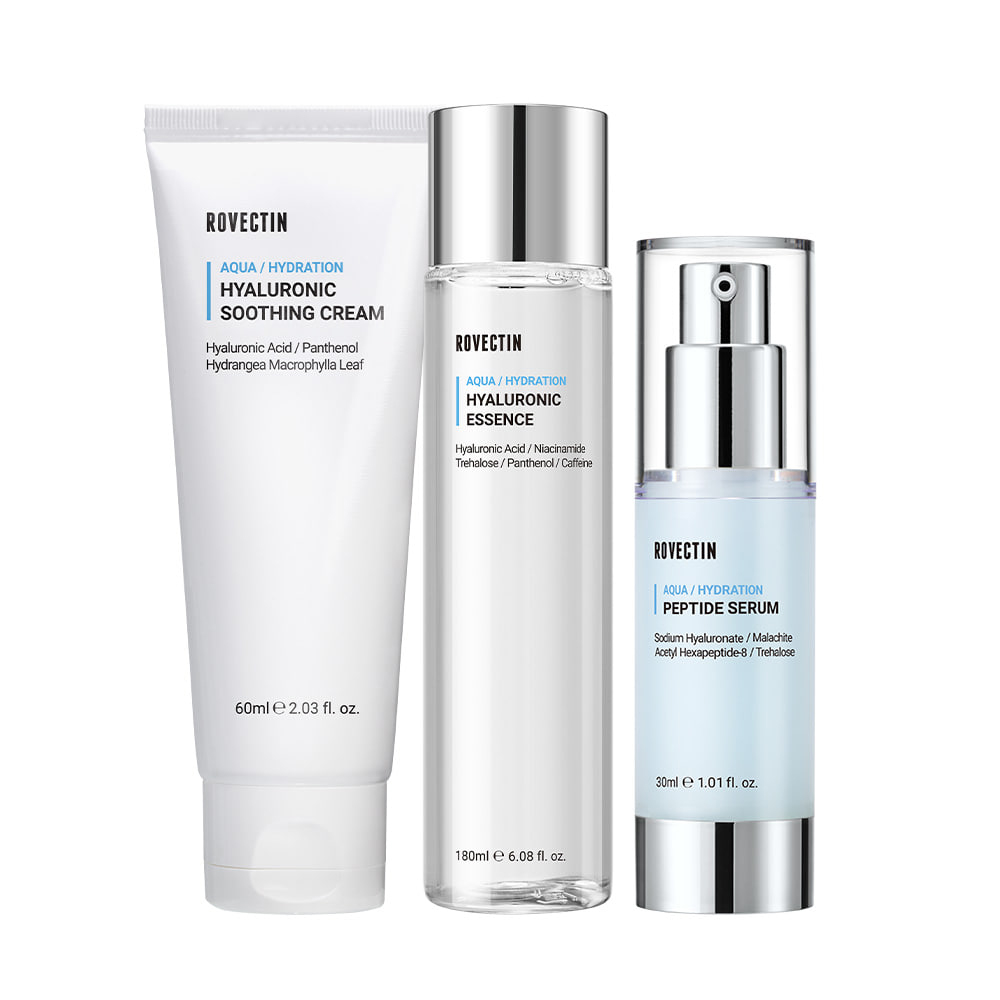 ROVECTIN
AQUA / HYDRATION
HYALURONIC
SOOTHING CREAM
Hyaluronic Acid / Panthenol
Hydrangea Macrophylla Leaf
60ml ℮ 2.03 fl. oz.
ROVECTIN
AQUA / HYDRATION
HYALURONIC
ESSENCE
Hyaluronic Acid / Niacinamide
Trehalose / Panthenol / Caffeine
180ml ℮ 6.08 fl. oz.
ROVECTIN
AQUA / HYDRATION
PEPTIDE SERUM
Sodium Hyaluronate / Malachite
Acetyl Hexapeptide-8 / Trehalose
30ml ℮ 1.01 fl. oz.